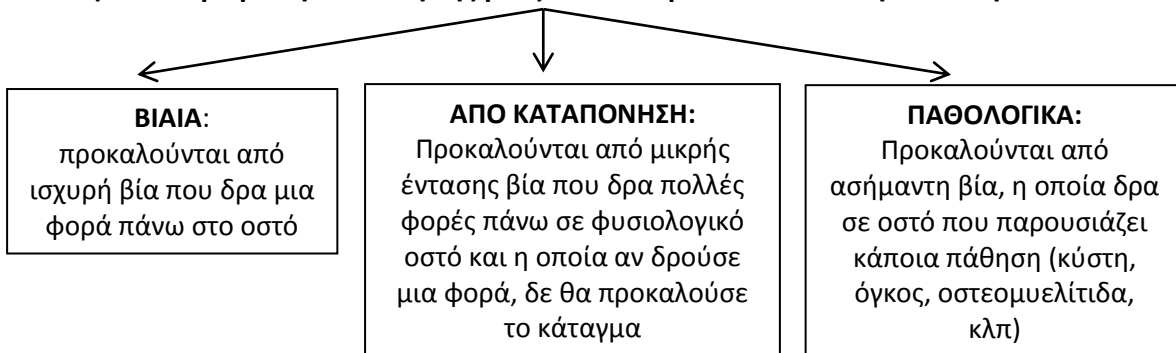 ΒΙΑΙΑ:
προκαλούνται από
ισχυρή βία που δρα μια
φορά πάνω στο οστό
ΑΠΟ ΚΑΤΑΠΟΝΗΣΗ:
Προκαλούνται από μικρής
έντασης βία που δρα πολλές
φορές πάνω σε φυσιολογικό
οστό και η οποία αν δρούσε
μια φορά, δε θα προκαλούσε
το κάταγμα
ΠΑΘΟΛΟΓΙΚΑ:
Προκαλούνται από
ασήμαντη βία, η οποία δρα
σε οστό που παρουσιάζει
κάποια πάθηση (κύστη,
όγκος, οστεομυελίτιδα,
κλπ)